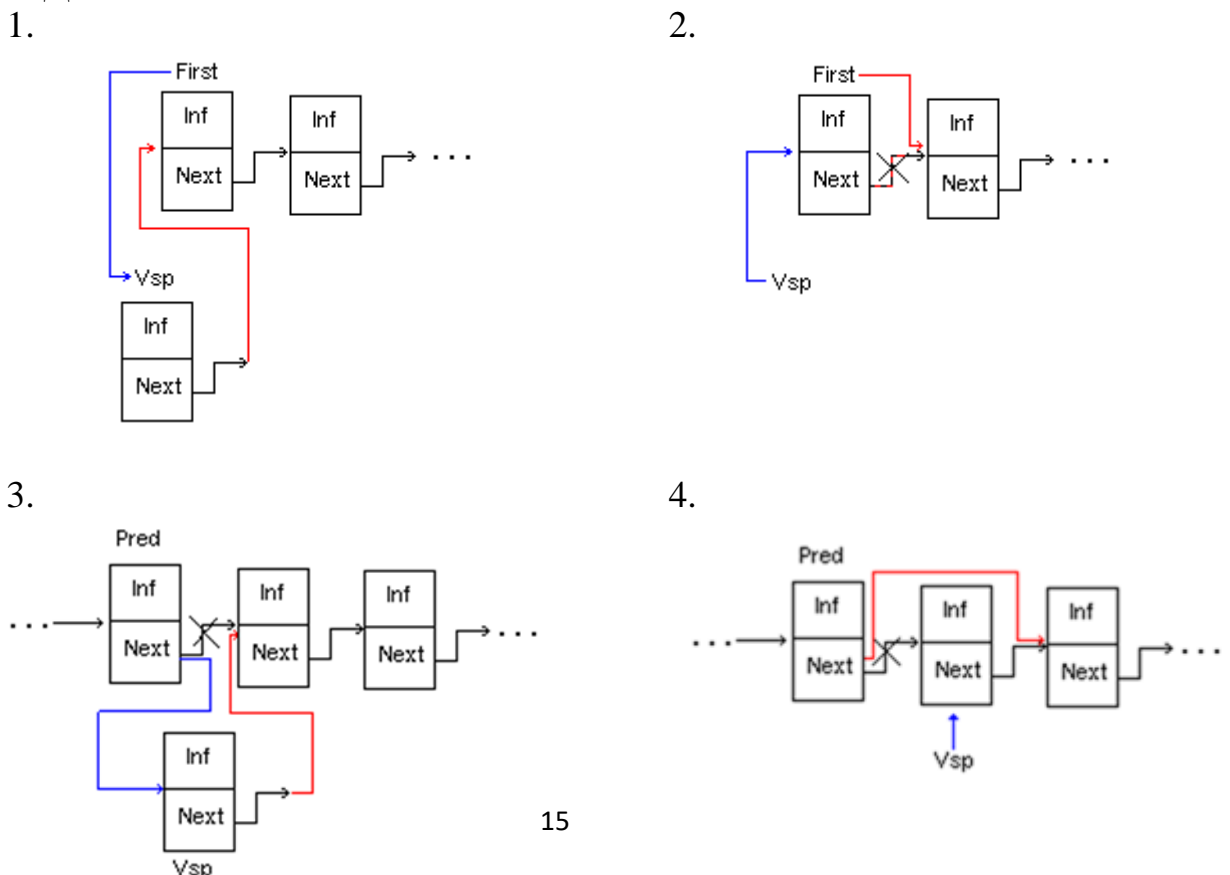 1.
First
Inf
Inf
Next
Next
...
Vsp
Inf
Next
2.
First
Inf
Inf
Next
Next
...
Vsp
3.
Pred
Inf
Inf
Inf
...
Next
Next
Next
...
Inf
Next
Vsp
4.
Pred
Inf
Inf
Inf
...
Next
Next
Next
...
Vsp
15